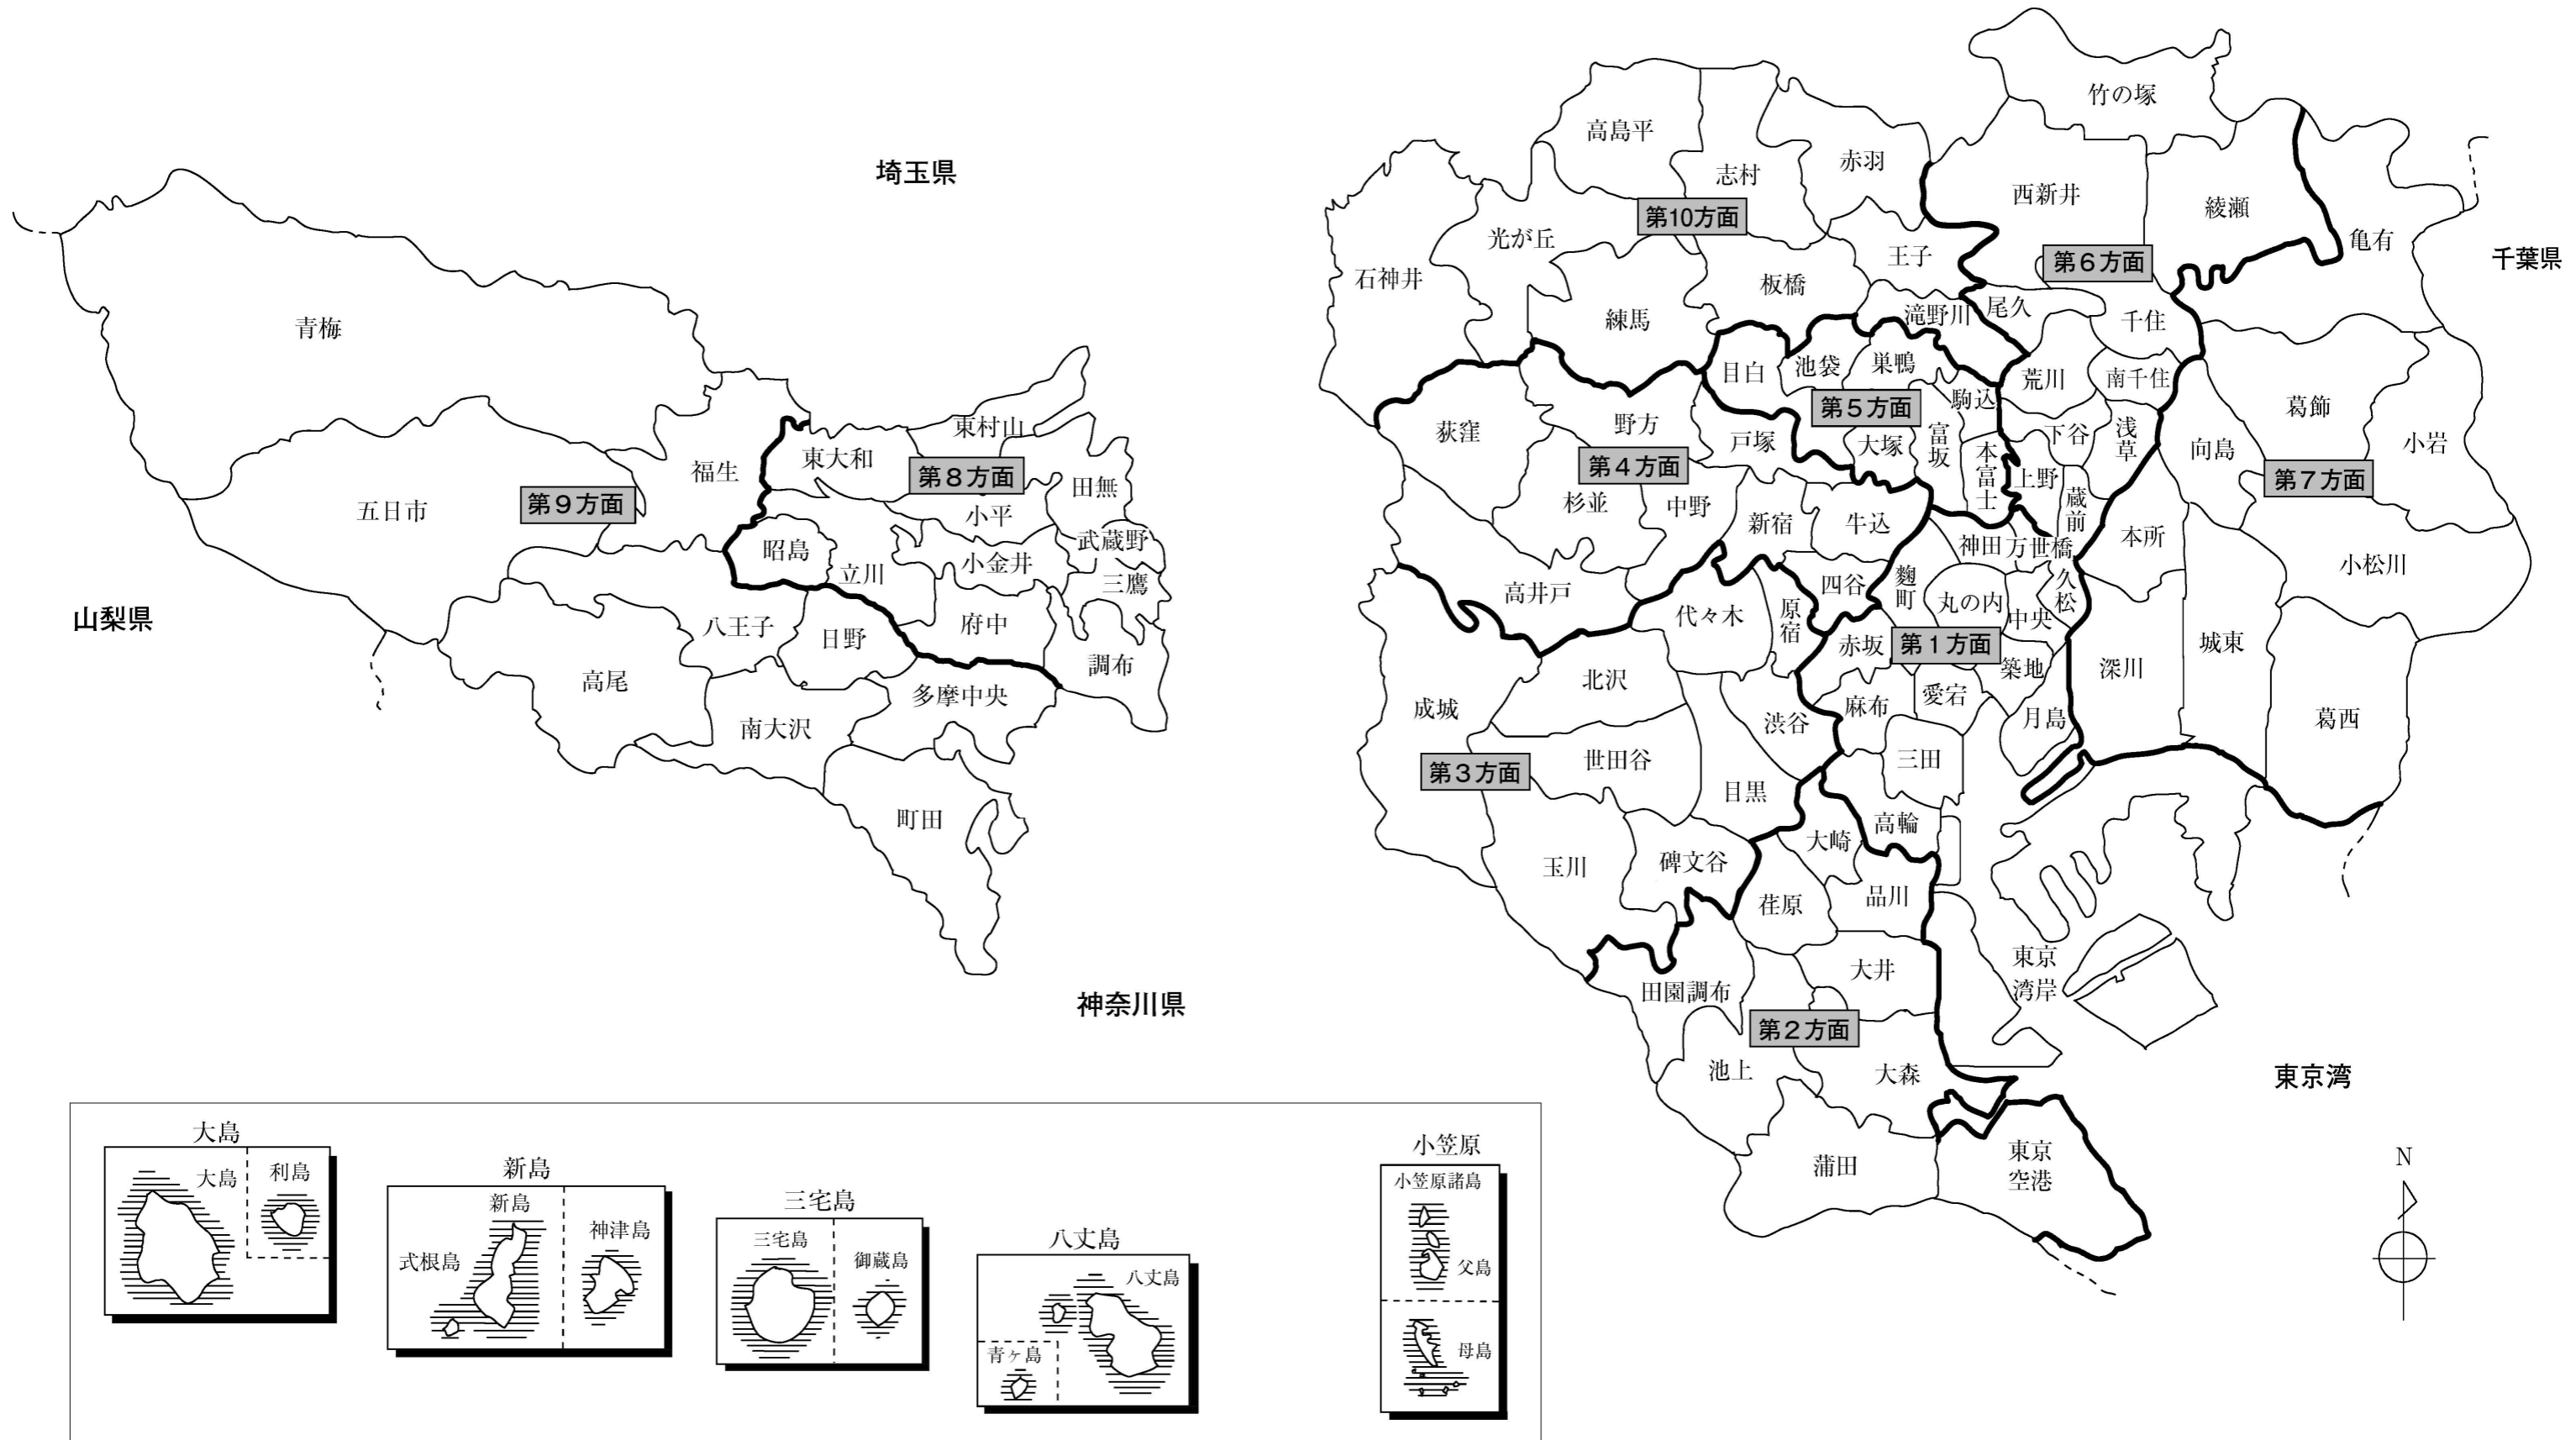 埼玉県
青梅
五日市
第9方面
福生
東大和
東村山
第8方面
田無
小平
武蔵野
昭島
立川
小金井
三鷹
山梨県
八王子
日野
府中
調布
高尾
多摩中央
南大沢
町田
神奈川県
竹の塚
高島平
志村
赤羽
西新井
綾瀬
第10方面
光が丘
石神井
王子
第6方面
亀有
千葉県
板橋
練馬
滝野川
尾久
千住
目白
池袋
巣鴨
荒川
南千住
第5方面
駒込
葛飾
荻窪
野方
戸塚
大塚
富坂
本富士
下谷
浅草
向島
小岩
第4方面
上野
第7方面
杉並
中野
新宿
牛込
蔵前
本所
神田
万世橋
小松川
高井戸
四谷
麴町
丸の内
久松
代々木
原宿
中央
赤坂
第1方面
築地
深川
城東
北沢
成城
渋谷
麻布
愛宕
月島
葛西
第3方面
世田谷
三田
目黒
大崎
高輪
玉川
碑文谷
荏原
品川
東京
湾岸
大井
田園調布
第2方面
池上
大森
東京湾
蒲田
東京
空港
N
大島
大島
利島
新島
新島
式根島
神津島
三宅島
三宅島
御蔵島
八丈島
八丈島
青ヶ島
小笠原
小笠原諸島
父島
母島